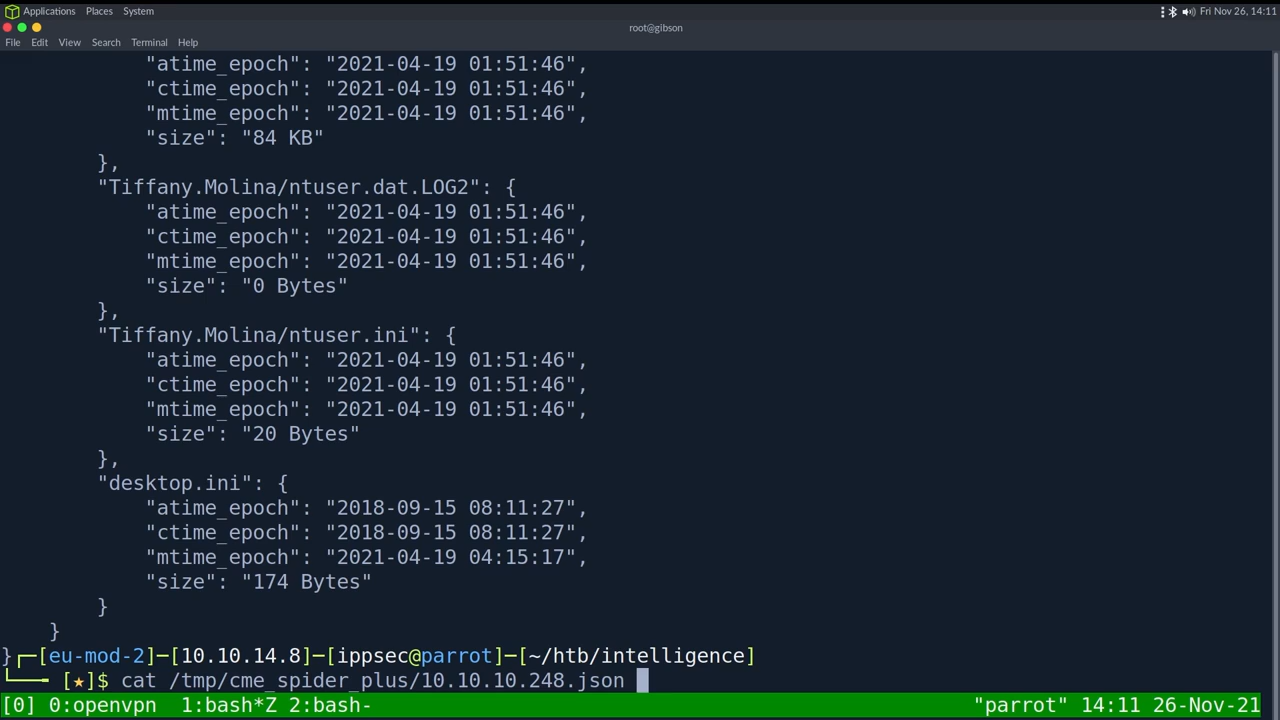 Applications Places System Fri Nov 26, 14:11
root@gibson
File Edit View Search Terminal Help
"atime_epoch": "2021-04-19 01:51:46",
"ctime_epoch": "2021-04-19 01:51:46",
"mtime_epoch": "2021-04-19 01:51:46",
"size": "84 KB"
},
"Tiffany.Molina/ntuser.dat.LOG2": {
"atime_epoch": "2021-04-19 01:51:46",
"ctime_epoch": "2021-04-19 01:51:46",
"mtime_epoch": "2021-04-19 01:51:46",
"size": "0 Bytes"
},
"Tiffany.Molina/ntuser.ini": {
"atime_epoch": "2021-04-19 01:51:46",
"ctime_epoch": "2021-04-19 01:51:46",
"mtime_epoch": "2021-04-19 01:51:46",
"size": "20 Bytes"
},
"desktop.ini": {
"atime_epoch": "2018-09-15 08:11:27",
"ctime_epoch": "2018-09-15 08:11:27",
"mtime_epoch": "2021-04-19 04:15:17",
"size": "174 Bytes"
}
}
}┌─[eu-mod-2]─[10.10.14.8]─[ippsec@parrot]─[~/htb/intelligence]
└──╼ [★]$ cat /tmp/cme_spider_plus/10.10.10.248.json
[0] 0:openvpn 1:bash*Z 2:bash- "parrot" 14:11 26-Nov-21